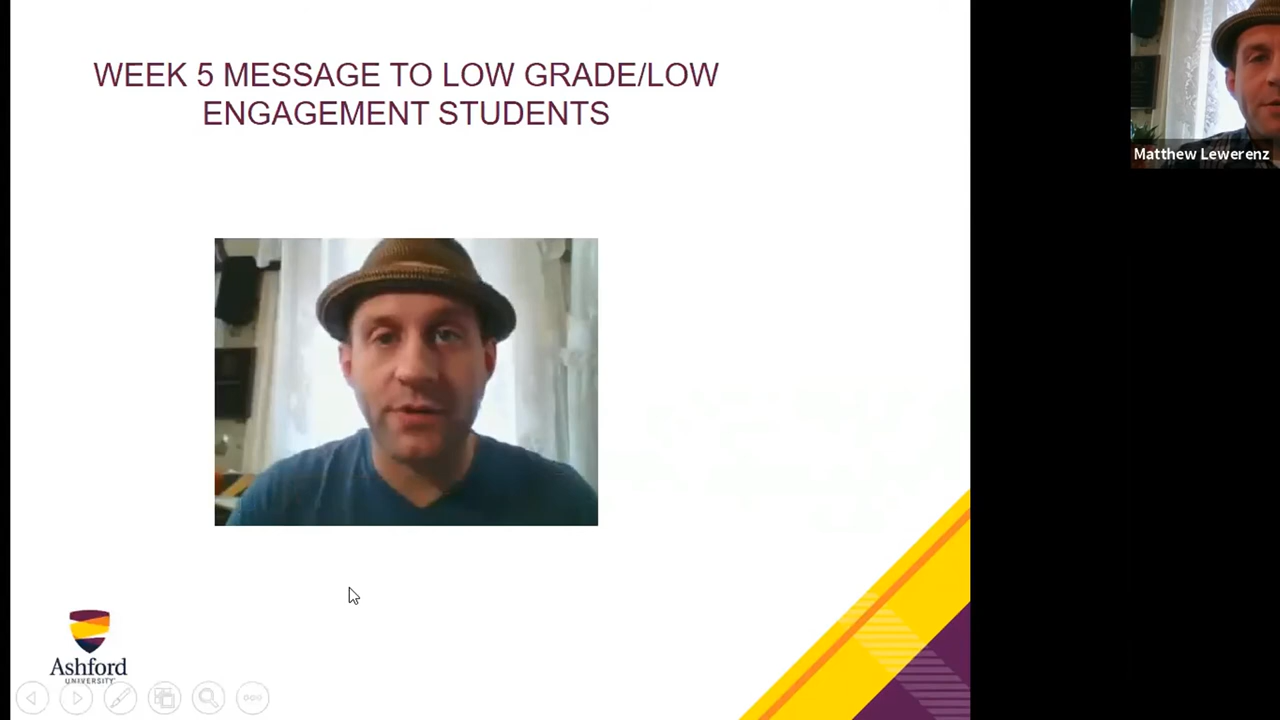 WEEK 5 MESSAGE TO LOW GRADE/LOW
ENGAGEMENT STUDENTS
Matthew Lewerenz
Ashford
UNIVERSITY